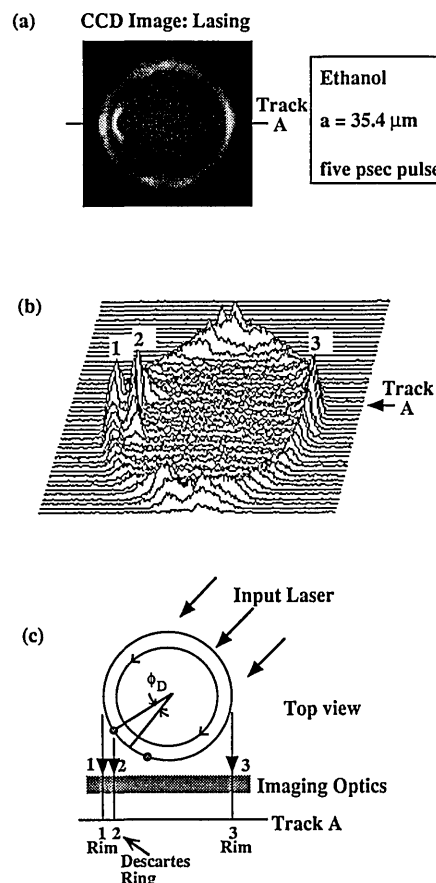 (a)
CCD Image: Lasing
Track
A
Ethanol
a = 35.4 μm
five psec pulse
(b)
1
2
3
Track
A
(c)
Input Laser
ϕD
Top view
1
2
3
Imaging Optics
Track A
1 2 3
Rim Rim
Descartes
Ring